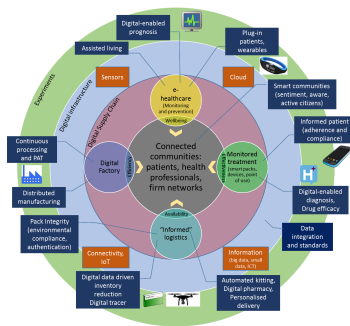 Digital-enabled
prognosis
Plug-in
patients,
wearables
Assisted living
Sensors
Cloud
Experiments
Digital infrastructure
Digital Supply Chain
e-
healthcare
(Monitoring
and prevention)
Wellbeing
Smart communities
(sentiment, aware,
active citizens)
Informed patient
(adherence and
compliance)
Continuous
processing
and PAT
Digital
Factory
Efficiency
Connected
communities:
patients, health
professionals,
firm networks
Monitored
treatment
(smart packs,
devices, point
of use)
Distributed
manufacturing
H
Digital-enabled
diagnosis,
Drug efficacy
Pack Integrity
(environmental
compliance,
authentication)
Availability
"Informed"
logistics
Data integration
and standards
Connectivity,
IoT
Information
(big data, small
data, ICT)
Digital data driven
inventory
reduction
Digital tracer
Automated kitting,
Digital pharmacy,
Personalised
delivery